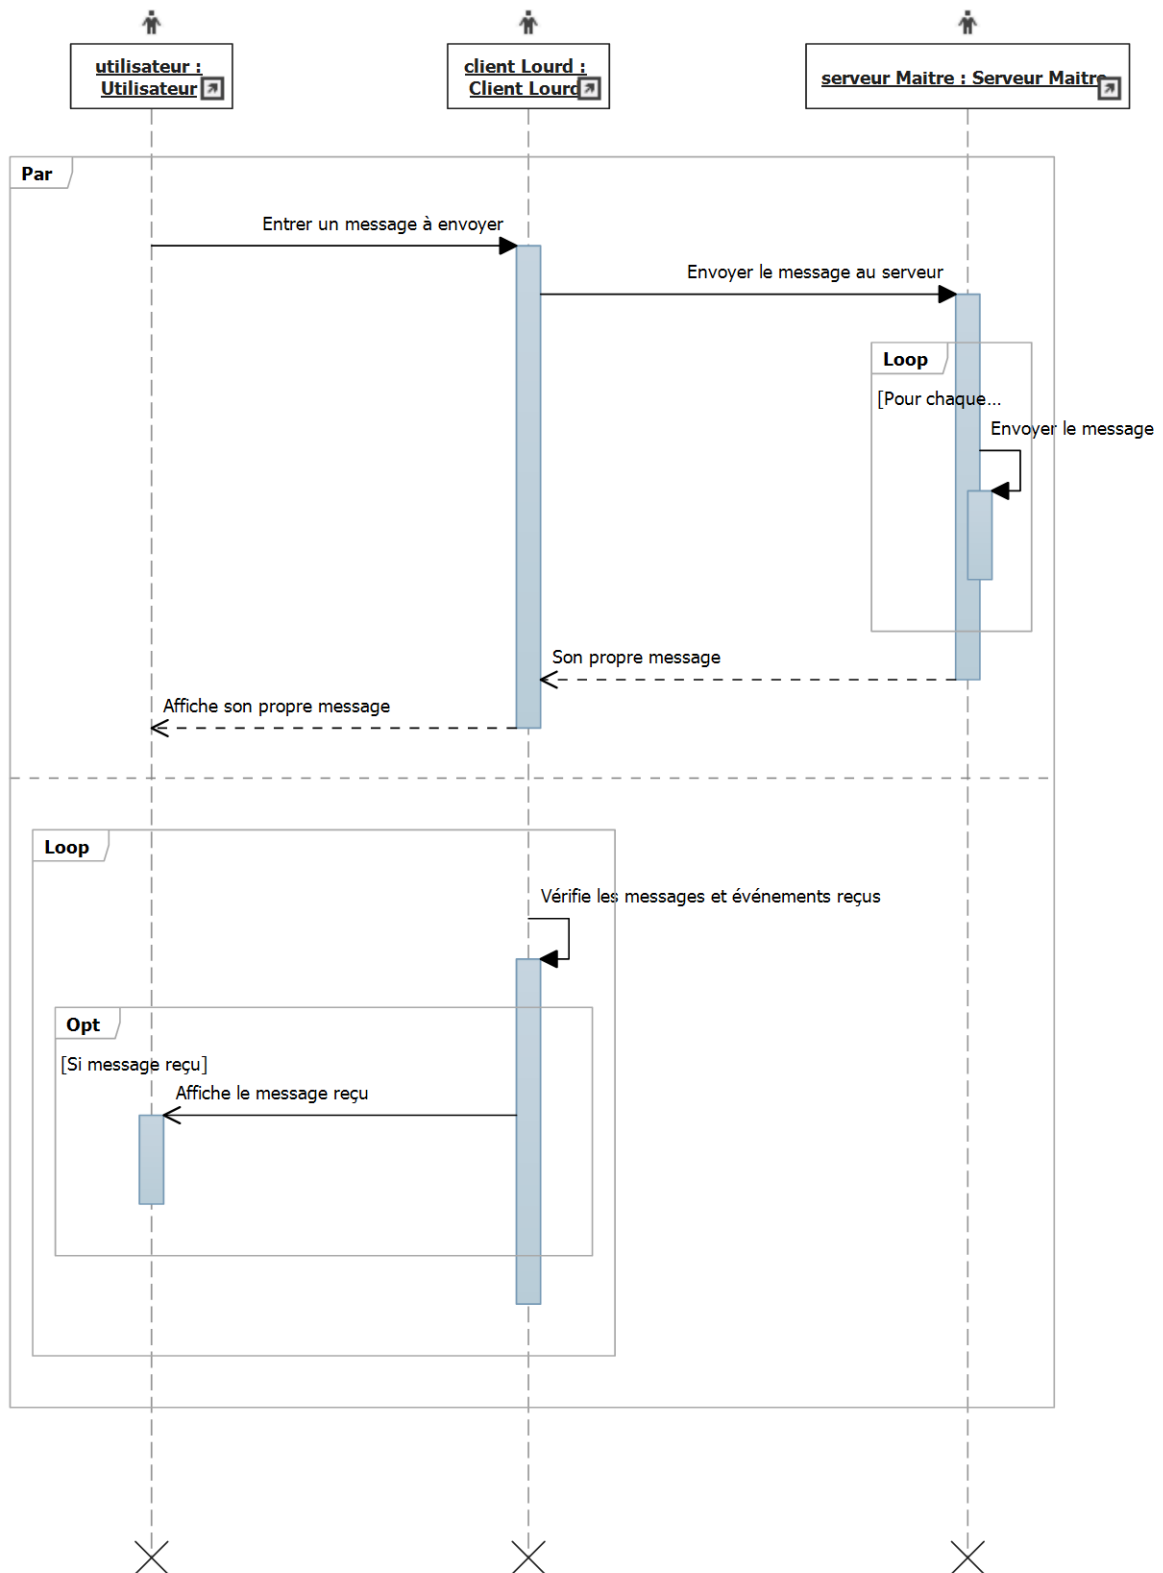 utilisateur :
Utilisateur
client Lourd :
Client Lourd
serveur Maitre : Serveur Maitre
Par
Entrer un message à envoyer
Envoyer le message au serveur
Loop
[Pour chaque...
Envoyer le message
Son propre message
Affiche son propre message
Loop
Vérifie les messages et événements reçus
Opt
[Si message reçu]
Affiche le message reçu